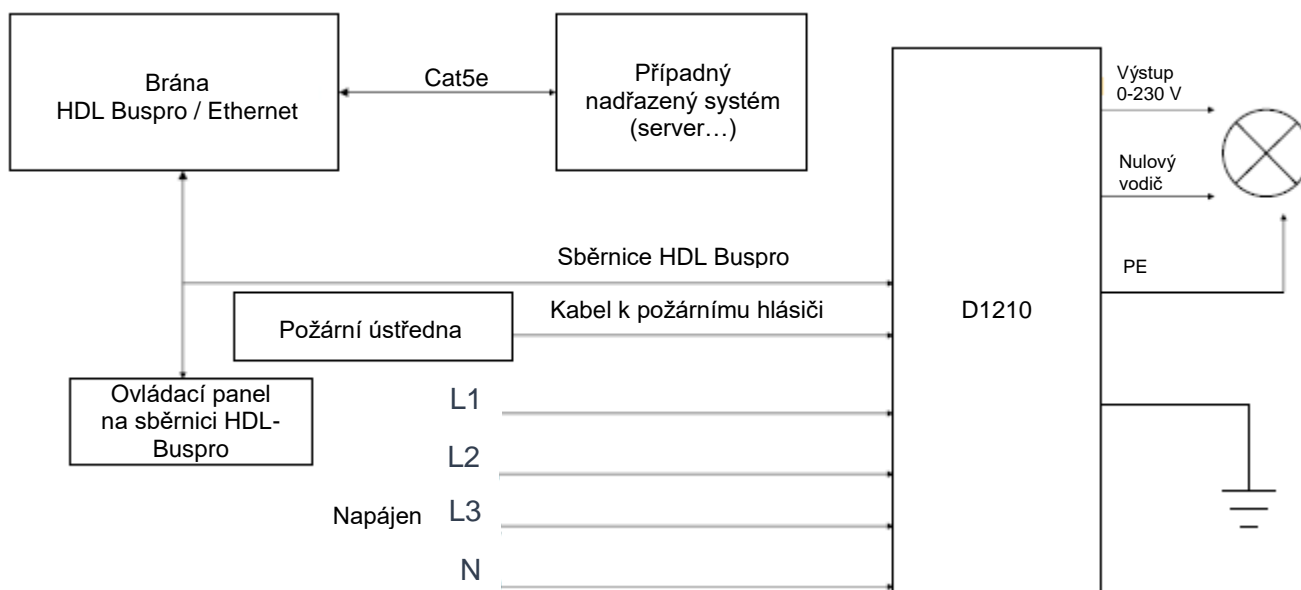 Brána
HDL Buspro / Ethernet
Cat5e
Případný
nadřazený systém
(server…)
Výstup
0-230 V
Nulový
vodič
Sběrnice HDL Buspro
PE
Kabel k požárnímu hlásiči
D1210
Požární ústředna
Ovládací panel
na sběrnici HDL-
Buspro
L1
L2
Napájen
L3
N